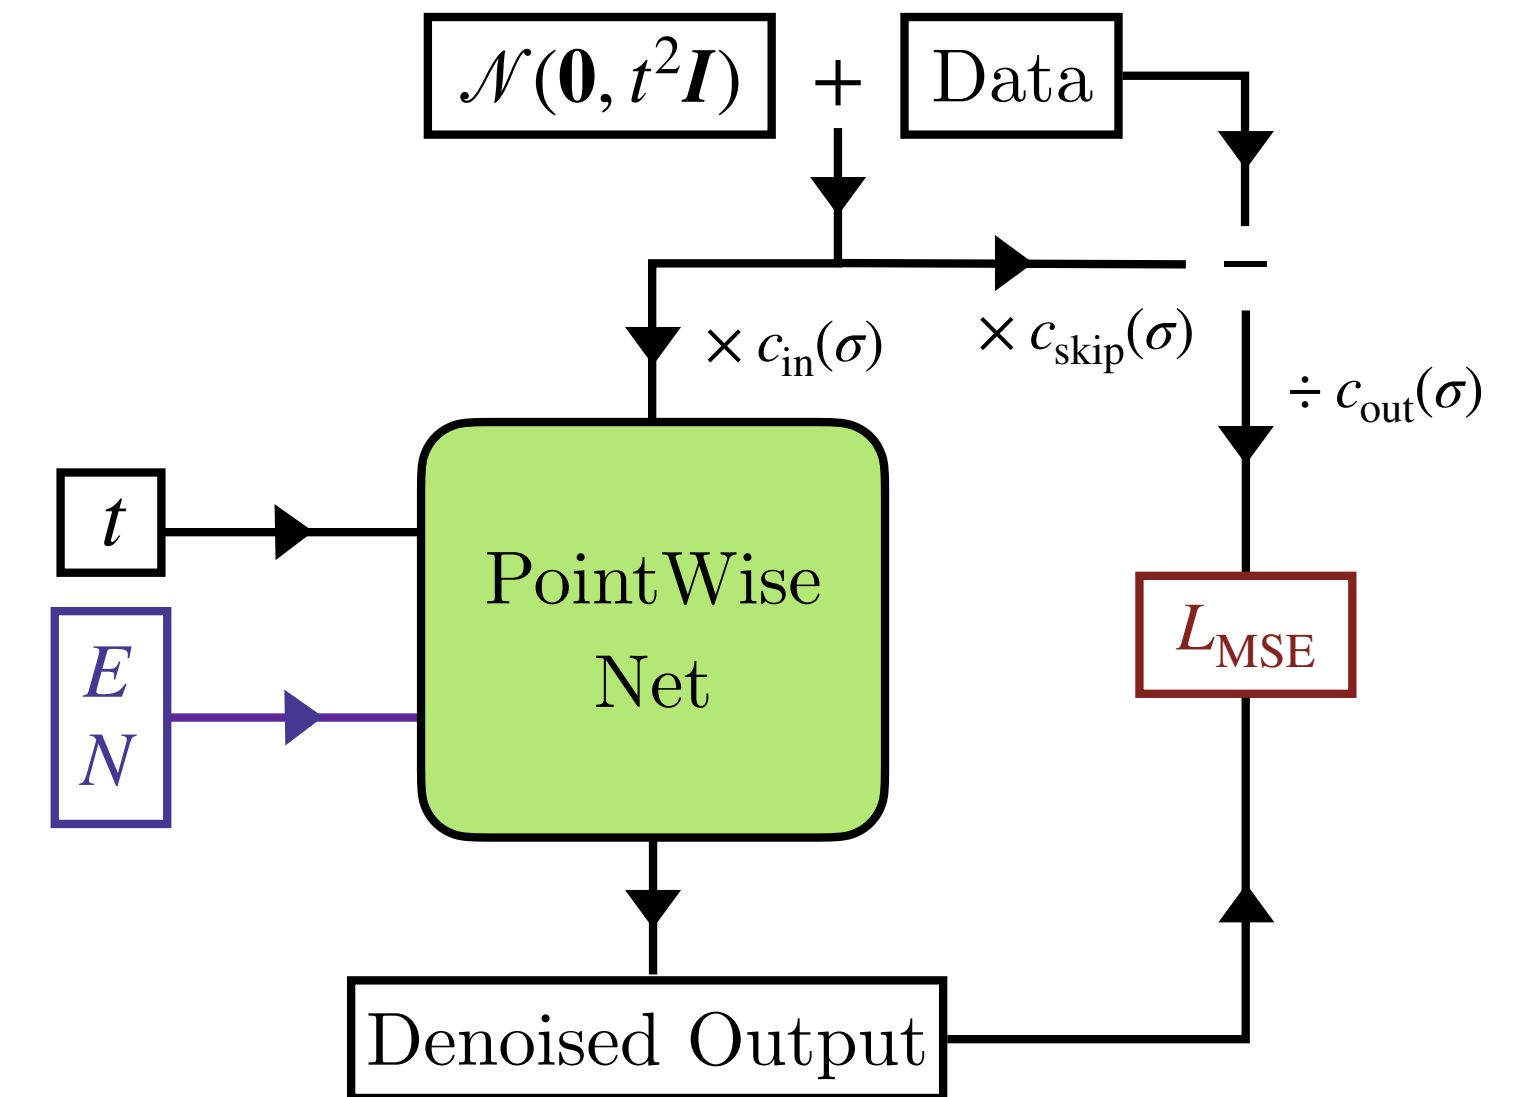 𝒩(𝟎, t²𝑰) + Data
−
× c_in(σ)
× c_skip(σ)
÷ c_out(σ)
t
E
N
PointWise
Net
L_MSE
Denoised Output